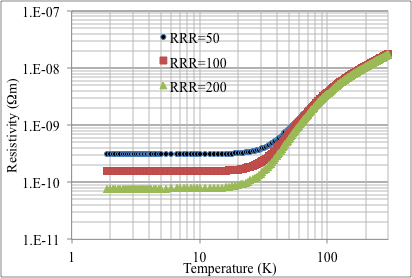 1.E-07
RRR=50
RRR=100
1.E-08
RRR=200
Resistivity (Ωm)
1.E-09
1.E-10
1.E-11
1
10
100
Temperature (K)